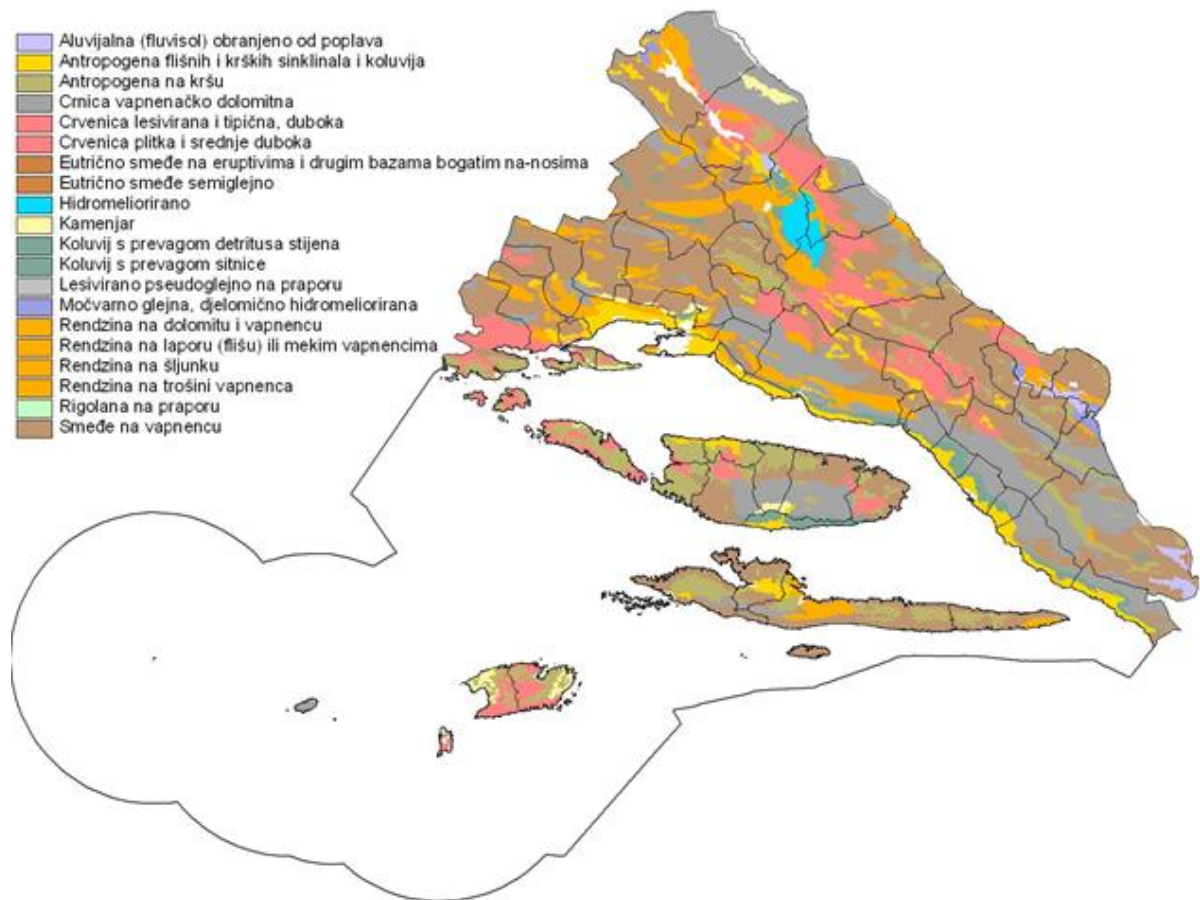 Aluvijalna (fluvisol) obranjeno od poplava
Antropogena flišnih i krških sinklinala i koluvija
Antropogena na kršu
Crnica vapnenačko dolomitna
Crvenica lesivirana i tipična, duboka
Crvenica plitka i srednje duboka
Eutrično smeđe na eruptivima i drugim bazama bogatim na-nosima
Eutrično smeđe semiglejno
Hidromeliorirano
Kamenjar
Koluvij s prevagom detritusa stijena
Koluvij s prevagom sitnice
Lesivirano pseudoglejno na praporu
Močvarno glejna, djelomično hidromeliorirana
Rendzina na dolomitu i vapnencu
Rendzina na laporu (flišu) ili mekim vapnencima
Rendzina na šljunku
Rendzina na trošini vapnenca
Rigolana na praporu
Smeđe na vapnencu